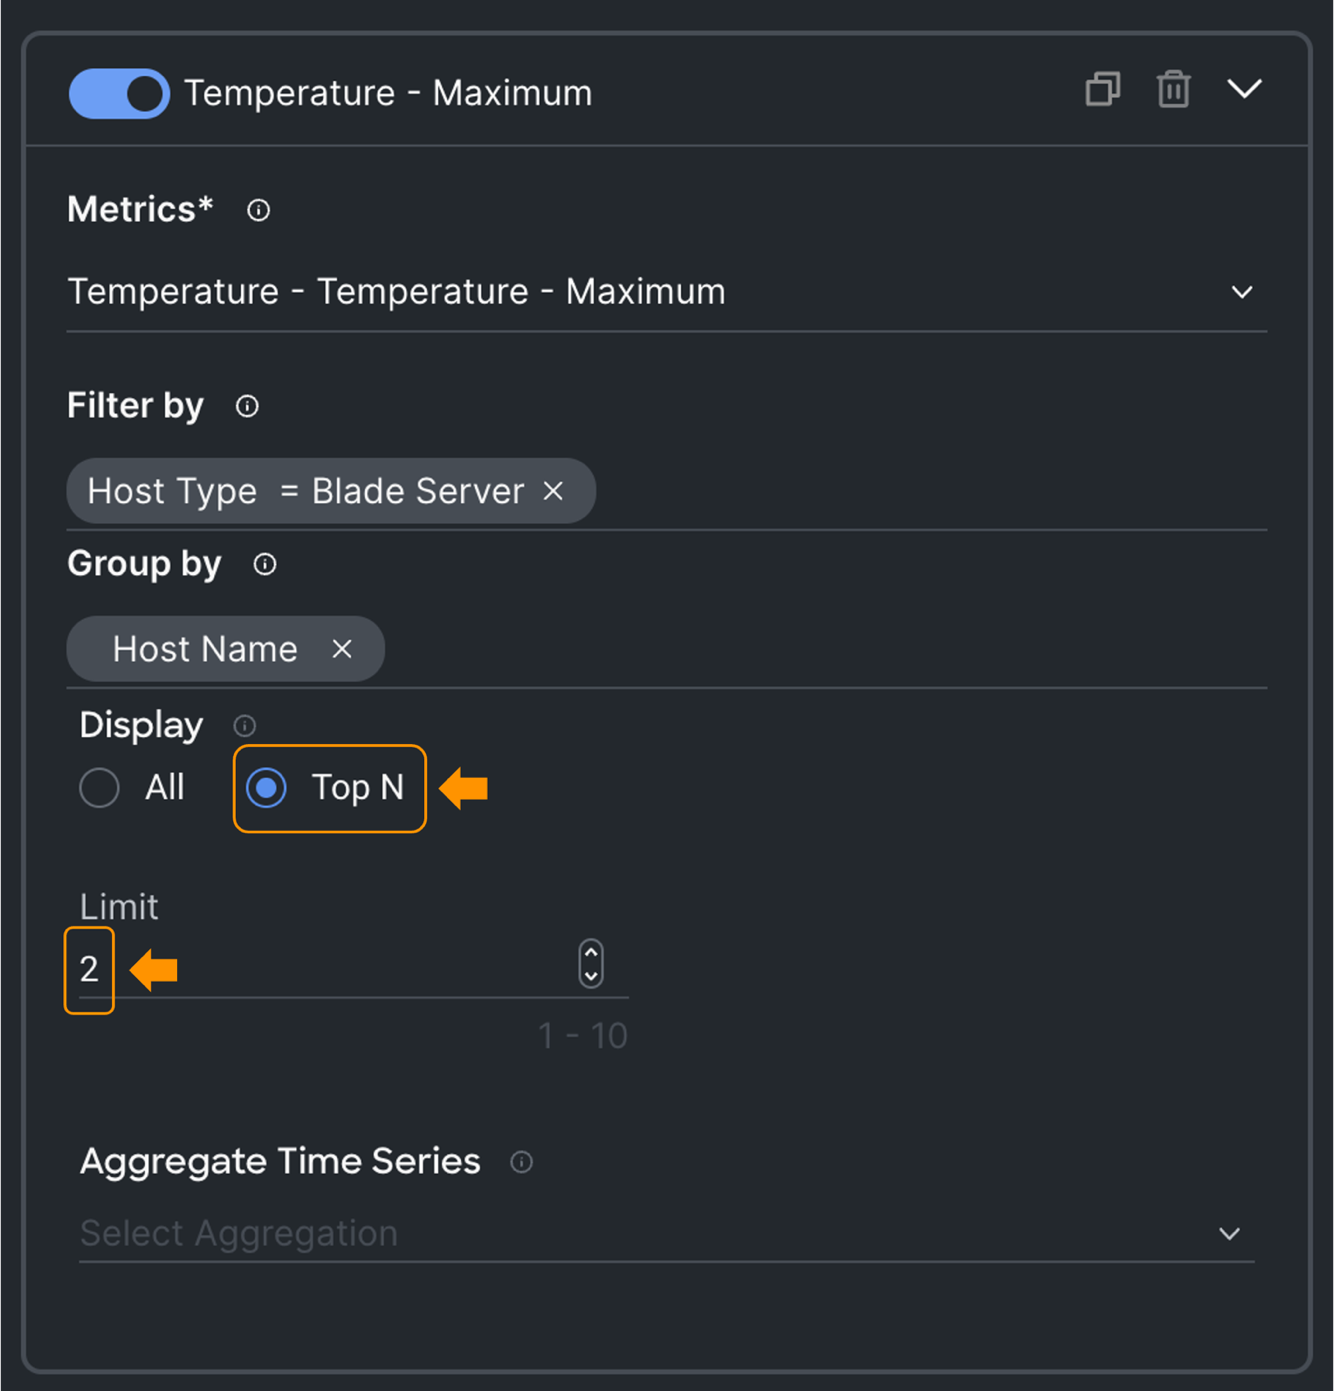 Temperature - Maximum
Metrics*
Temperature - Temperature - Maximum
Filter by
Host Type = Blade Server
Group by
Host Name
Display
All Top N
Limit
2
1 - 10
Aggregate Time Series
Select Aggregation